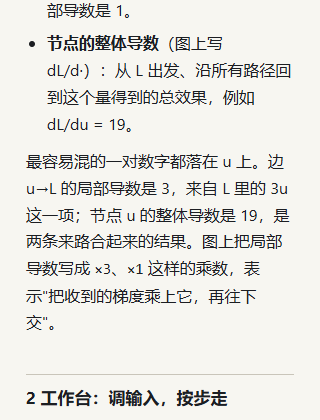 部导数是 1。
• 节点的整体导数（图上写
dL/d·）：从 L 出发、沿所有路径回
到这个量得到的总效果，例如
dL/du = 19。
最容易混的一对数字都落在 u 上。边
u→L 的局部导数是 3，来自 L 里的 3u
这一项；节点 u 的整体导数是 19，是
两条来路合起来的结果。图上把局部
导数写成 ×3、×1 这样的乘数，表
示"把收到的梯度乘上它，再往下
交"。
2 工作台：调输入，按步走